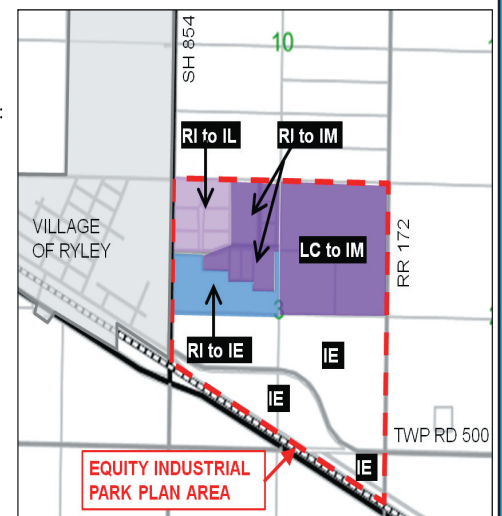 SH 854
10
:
RI to IL
RI to IM
VILLAGE
OF RYLEY
LC to IM
RR 172
3
RI to IE
IE
IE
TWP RD 500
IE
EQUITY INDUSTRIAL
PARK PLAN AREA